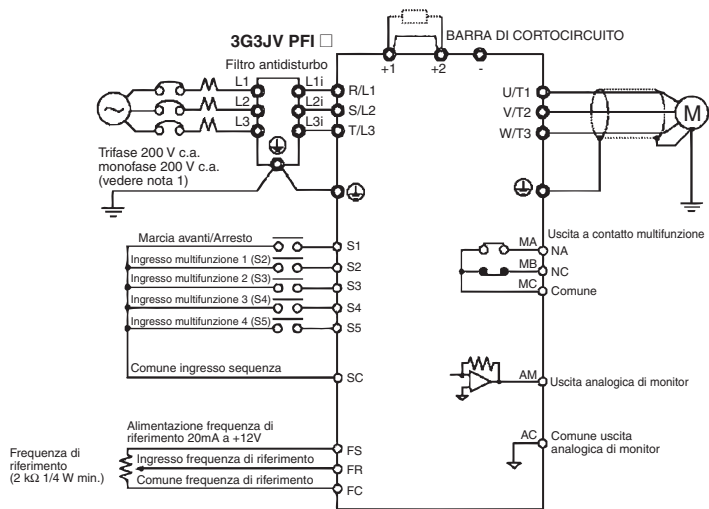 3G3JV PFI □
BARRA DI CORTOCIRCUITO
Filtro antidisturbo
+1
+2
-
L1
L1i
R/L1
L2
L2i
S/L2
L3
L3i
T/L3
U/T1
V/T2
W/T3
M
Trifase 200 V c.a.
monofase 200 V c.a.
(vedere nota 1)
Marcia avanti/Arresto
S1
Ingresso multifunzione 1 (S2)
S2
Ingresso multifunzione 2 (S3)
S3
Ingresso multifunzione 3 (S4)
S4
Ingresso multifunzione 4 (S5)
S5
Comune ingresso sequenza
SC
Uscita a contatto multifunzione
MA
NA
MB
NC
MC
Comune
AM
Uscita analogica di monitor
AC
Comune uscita
analogica di monitor
Alimentazione frequenza di
riferimento 20mA a +12V
FS
Frequenza di
riferimento
(2 kΩ 1/4 W min.)
Ingresso frequenza di riferimento
FR
Comune frequenza di riferimento
FC